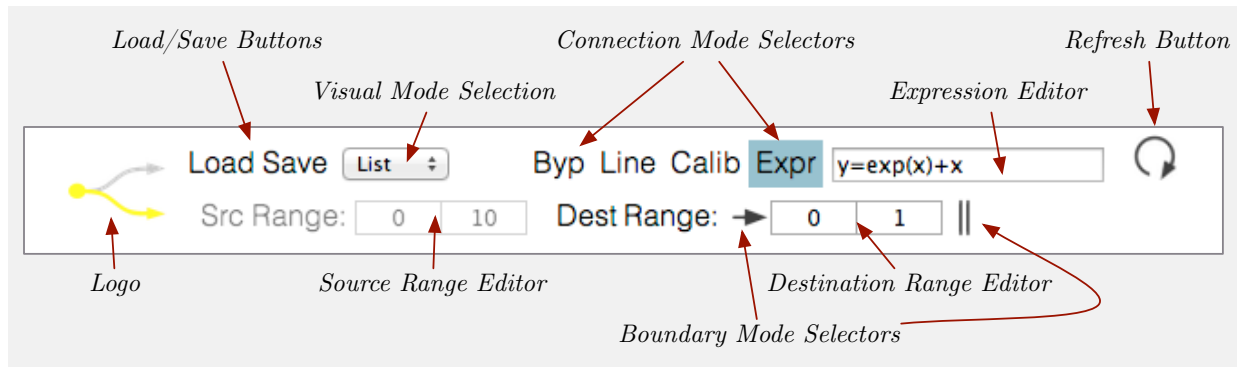 Load/Save Buttons Connection Mode Selectors Refresh Button
Visual Mode Selection Expression Editor
Load Save List Byp Line Calib Expr y=exp(x)+x
Src Range: 0 10 Dest Range: 0 1
Logo Source Range Editor Destination Range Editor
Boundary Mode Selectors